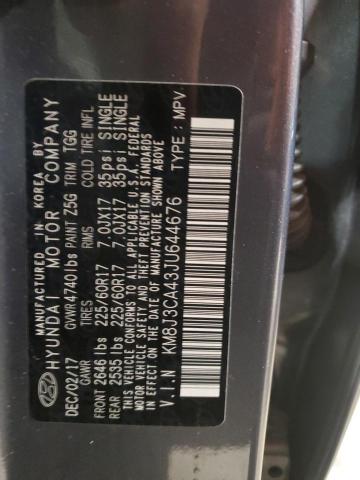 MANUFACTURED IN KOREA BY
HYUNDAI MOTOR COMPANY
DEC/02/17 GVWR 4740 lbs PAINT Z5G TRIM TGG
GAWR TIRES RMS COLD TIRE INFL
FRONT 2646 lbs 225/60R17 7.0JX17 35psi SINGLE
REAR 2535 lbs 225/60R17 7.0JX17 35psi SINGLE
THIS VEHICLE CONFORMS TO ALL APPLICABLE U.S.A. FEDERAL
MOTOR VEHICLE SAFETY AND THEFT PREVENTION STANDARDS
IN EFFECT ON THE DATE OF MANUFACTURE SHOWN ABOVE.
V.I.N KM8J3CA43JU644676 TYPE: MPV